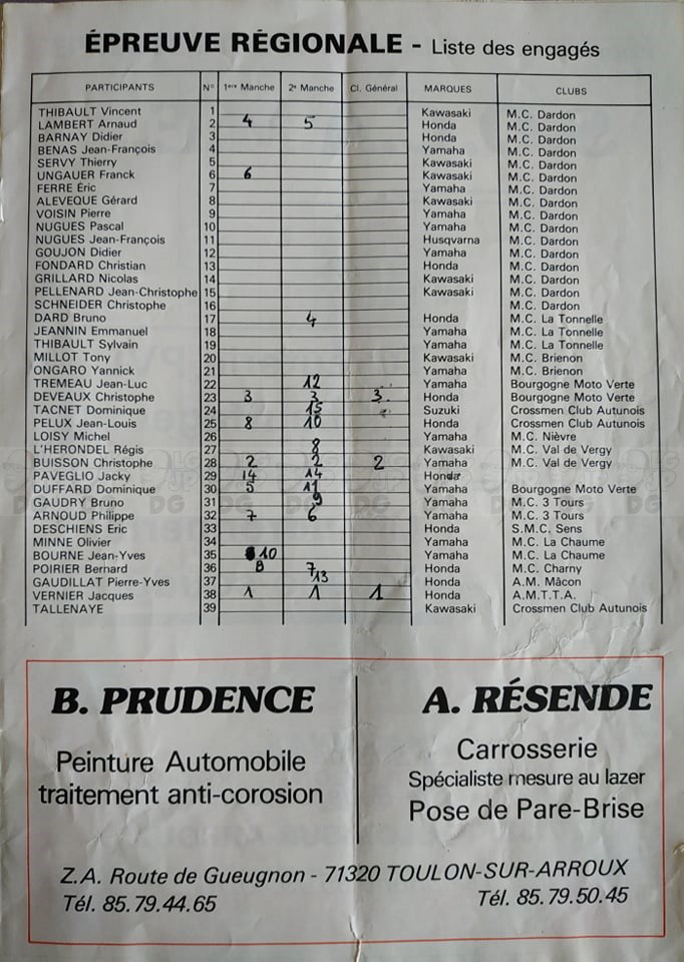 ÉPREUVE RÉGIONALE - Liste des engagés
PARTICIPANTS N° 1ère Manche 2e Manche Cl. Général MARQUES CLUBS
THIBAULT Vincent 1 Kawasaki M.C. Dardon
LAMBERT Arnaud 2 4 5 Honda M.C. Dardon
BARNAY Didier 3 Honda M.C. Dardon
BENAS Jean-François 4 Yamaha M.C. Dardon
SERVY Thierry 5 Kawasaki M.C. Dardon
UNGAUER Franck 6 6 Kawasaki M.C. Dardon
FERRE Éric 7 Yamaha M.C. Dardon
ALEVEQUE Gérard 8 Kawasaki M.C. Dardon
VOISIN Pierre 9 Yamaha M.C. Dardon
NUGUES Pascal 10 Yamaha M.C. Dardon
NUGUES Jean-François 11 Husqvarna M.C. Dardon
GOUJON Didier 12 Yamaha M.C. Dardon
FONDARD Christian 13 Honda M.C. Dardon
GRILLARD Nicolas 14 Kawasaki M.C. Dardon
PELLENARD Jean-Christophe 15 Kawasaki M.C. Dardon
SCHNEIDER Christophe 16 M.C. Dardon
DARD Bruno 17 4 Honda M.C. La Tonnelle
JEANNIN Emmanuel 18 Yamaha M.C. La Tonnelle
THIBAULT Sylvain 19 Yamaha M.C. La Tonnelle
MILLOT Tony 20 Kawasaki M.C. Brienon
ONGARO Yannick 21 Yamaha M.C. Brienon
TREMEAU Jean-Luc 22 12 Yamaha Bourgogne Moto Verte
DEVEAUX Christophe 23 3 3 3 Honda Bourgogne Moto Verte
TACNET Dominique 24 15 Suzuki Crossmen Club Autunois
PELUX Jean-Louis 25 8 10 Honda Crossmen Club Autunois
LOISY Michel 26 Yamaha M.C. Nièvre
L'HERONDEL Régis 27 8 Kawasaki M.C. Val de Vergy
BUISSON Christophe 28 2 2 2 Yamaha M.C. Val de Vergy
PAVEGLIO Jacky 29 14 14 Honda
DUFFARD Dominique 30 5 11 Yamaha Bourgogne Moto Verte
GAUDRY Bruno 31 9 Yamaha M.C. 3 Tours
ARNOUD Philippe 32 7 6 Yamaha M.C. 3 Tours
DESCHIENS Eric 33 Honda S.M.C. Sens
MINNE Olivier 34 Yamaha M.C. La Chaume
BOURNE Jean-Yves 35 10 Yamaha M.C. La Chaume
POIRIER Bernard 36 7 Honda M.C. Charny
GAUDILLAT Pierre-Yves 37 13 Honda A.M. Mâcon
VERNIER Jacques 38 1 1 1 Honda A.M.T.T.A.
TALLENAYE 39 Kawasaki Crossmen Club Autunois
B. PRUDENCE
Peinture Automobile
traitement anti-corosion
A. RÉSENDE
Carrosserie
Spécialiste mesure au lazer
Pose de Pare-Brise
Z.A. Route de Gueugnon - 71320 TOULON-SUR-ARROUX
Tél. 85.79.44.65 Tél. 85.79.50.45